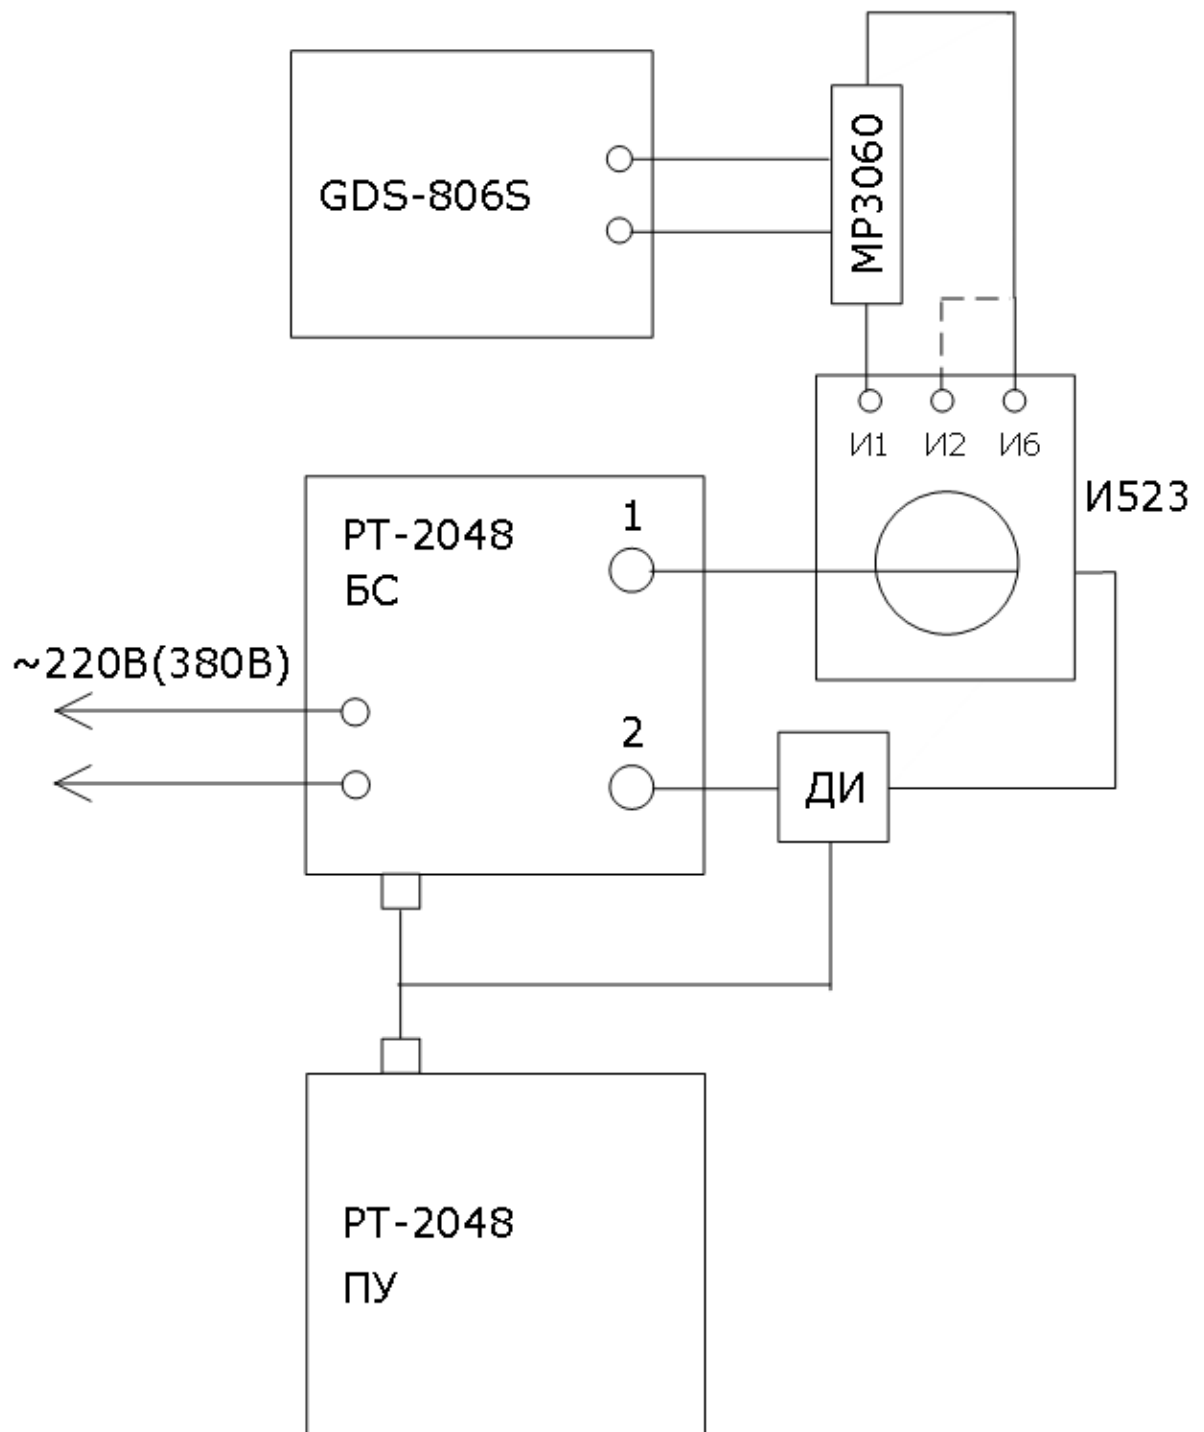 GDS-806S
МР3060
И1 И2 И6
И523
РТ-2048
БС
1
~220В(380В)
2
ДИ
РТ-2048
ПУ